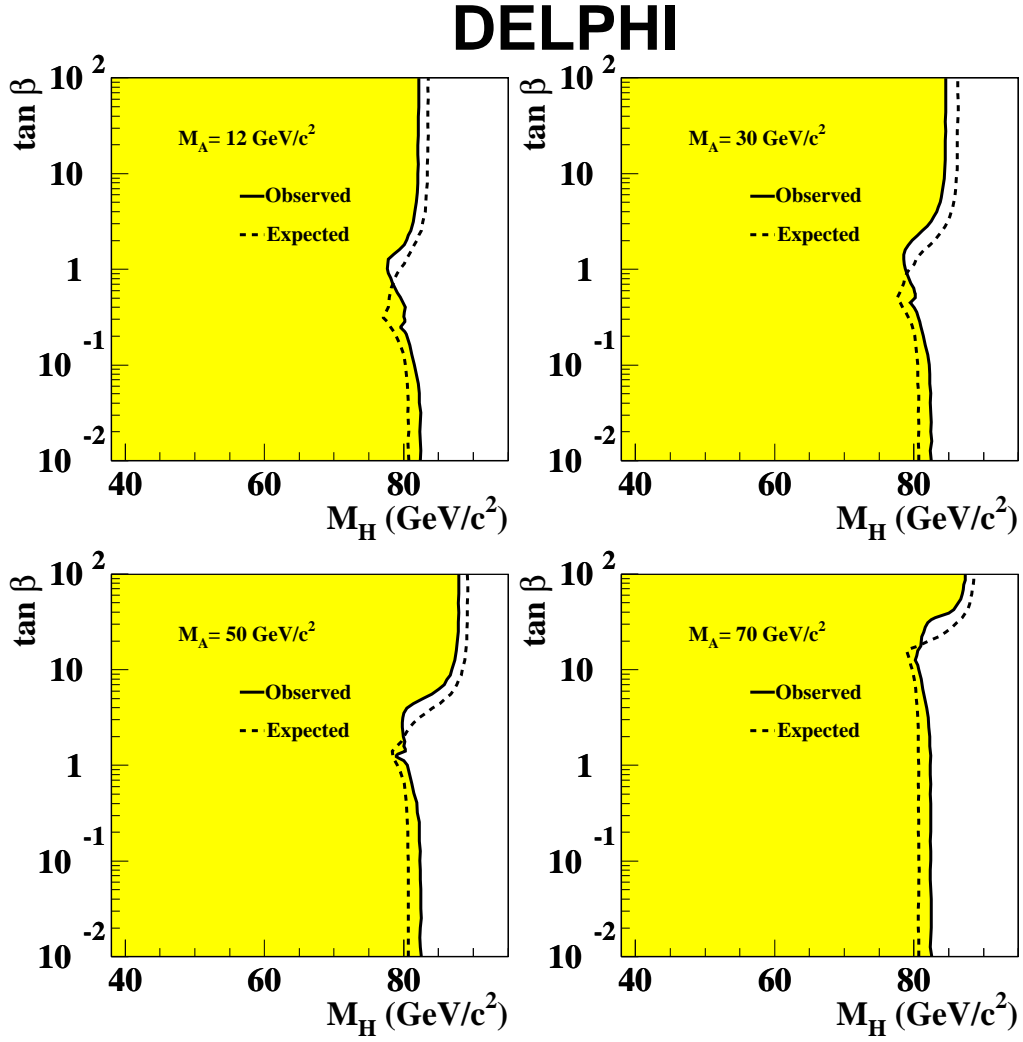 DELPHI
tan β
10 2
10
1
10 -1
10 -2
M_A= 12 GeV/c²
Observed
Expected
40 60 80
M_H (GeV/c²)
tan β
10 2
10
1
10 -1
10 -2
M_A= 30 GeV/c²
Observed
Expected
40 60 80
M_H (GeV/c²)
tan β
10 2
10
1
10 -1
10 -2
M_A= 50 GeV/c²
Observed
Expected
40 60 80
M_H (GeV/c²)
tan β
10 2
10
1
10 -1
10 -2
M_A= 70 GeV/c²
Observed
Expected
40 60 80
M_H (GeV/c²)